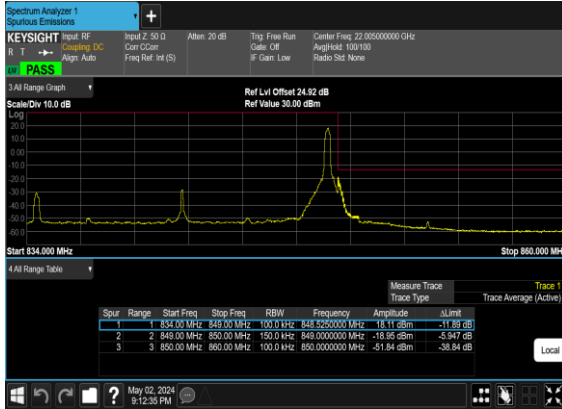 Spectrum Analyzer 1
Spurious Emissions
KEYSIGHT
Input: RF
Coupling: DC
Align: Auto
Input Z: 50 Ω
Corr CCorr
Freq Ref: Int (S)
Atten: 20 dB
Trig: Free Run
Gate: Off
IF Gain: Low
Center Freq: 22.005000000 GHz
Avg|Hold: 100/100
Radio Std: None
R T
PASS
3 All Range Graph
Scale/Div 10.0 dB
Ref Lvl Offset 24.92 dB
Ref Value 30.00 dBm
Log
20.0
10.0
0.00
-10.0
-20.0
-30.0
-40.0
-50.0
-60.0
Start 834.000 MHz
Stop 860.000 MHz
4 All Range Table
Measure Trace Trace 1
Trace Type Trace Average (Active)
Spur Range Start Freq Stop Freq RBW Frequency Amplitude ΔLimit
1 1 834.00 MHz 849.00 MHz 100.0 kHz 848.5250000 MHz 18.11 dBm -11.89 dB
2 2 849.00 MHz 850.00 MHz 150.0 kHz 849.0000000 MHz -18.95 dBm -5.947 dB
3 3 850.00 MHz 860.00 MHz 100.0 kHz 850.0000000 MHz -51.84 dBm -38.84 dB
Local
May 02, 2024
9:12:35 PM